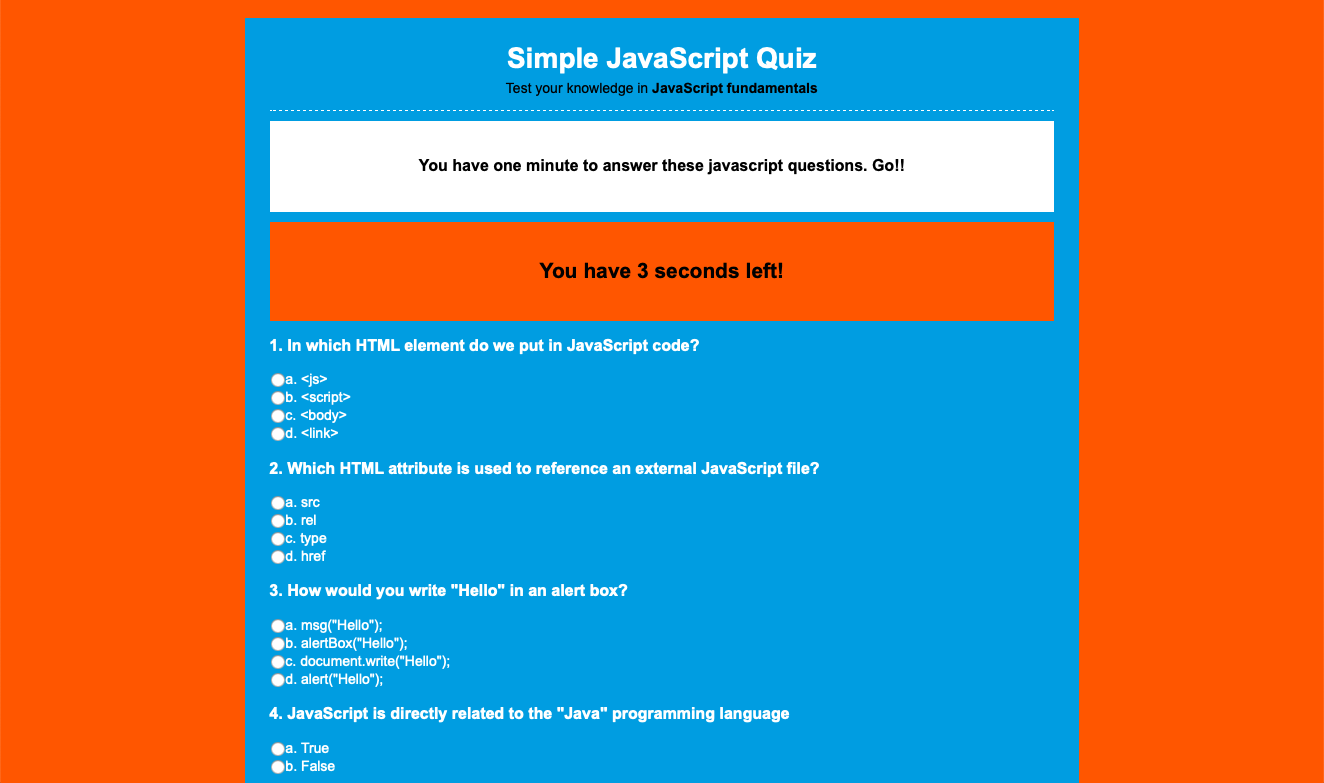 Simple JavaScript Quiz
Test your knowledge in JavaScript fundamentals
You have one minute to answer these javascript questions. Go!!
You have 3 seconds left!
1. In which HTML element do we put in JavaScript code?
a. <js>
b. <script>
c. <body>
d. <link>
2. Which HTML attribute is used to reference an external JavaScript file?
a. src
b. rel
c. type
d. href
3. How would you write "Hello" in an alert box?
a. msg("Hello");
b. alertBox("Hello");
c. document.write("Hello");
d. alert("Hello");
4. JavaScript is directly related to the "Java" programming language
a. True
b. False